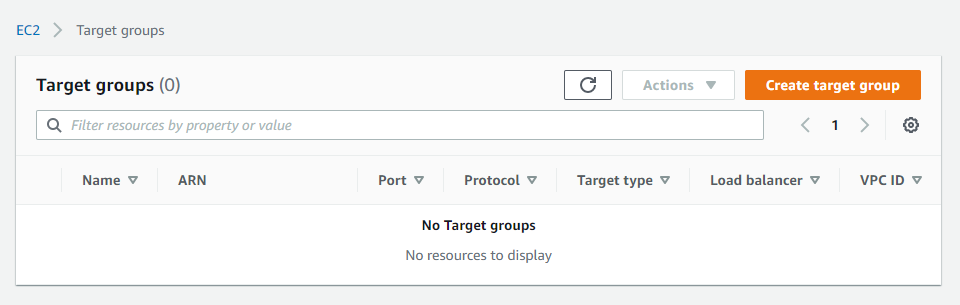 EC2 Target groups
Target groups (0) Actions Create target group
Filter resources by property or value 1
Name ARN Port Protocol Target type Load balancer VPC ID
No Target groups
No resources to display